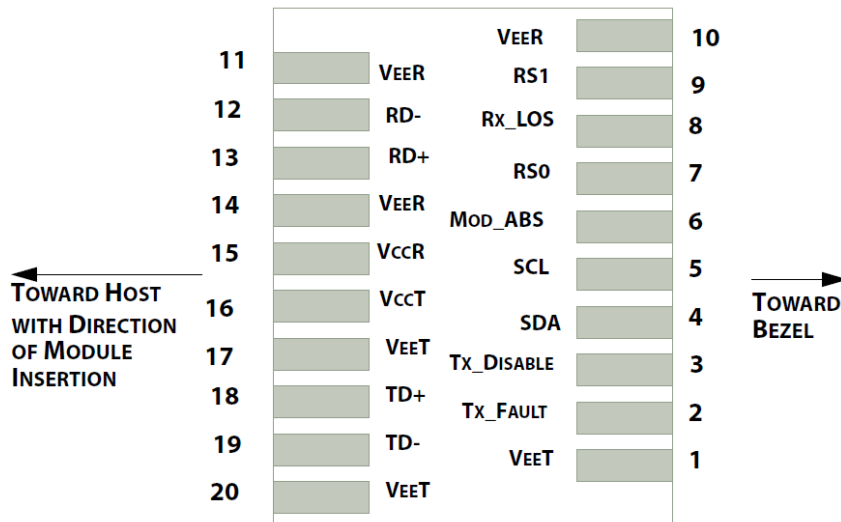 11
VEER
12
RD-
13
RD+
14
VEER
15
VCCR
16
VCCT
17
VEET
18
TD+
19
TD-
20
VEET
VEER
10
RS1
9
RX_LOS
8
RS0
7
MOD_ABS
6
SCL
5
SDA
4
TX_DISABLE
3
TX_FAULT
2
VEET
1
TOWARD HOST
WITH DIRECTION
OF MODULE
INSERTION
TOWARD
BEZEL